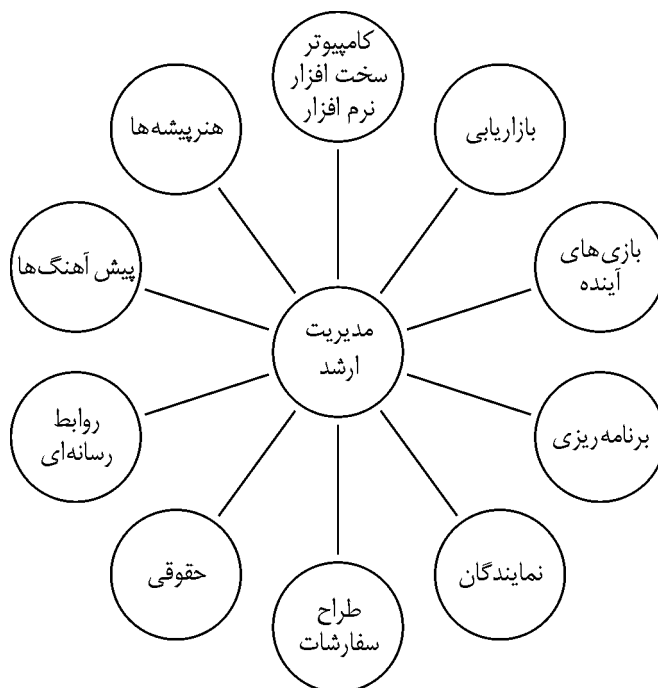 کامپیوتر
سخت افزار
نرم افزار
بازاریابی
هنرپیشه‌ها
بازی‌های
آینده
پیش آهنگ‌ها
مدیریت
ارشد
برنامه‌ریزی
روابط
رسانه‌ای
نمایندگان
حقوقی
طراح
سفارشات